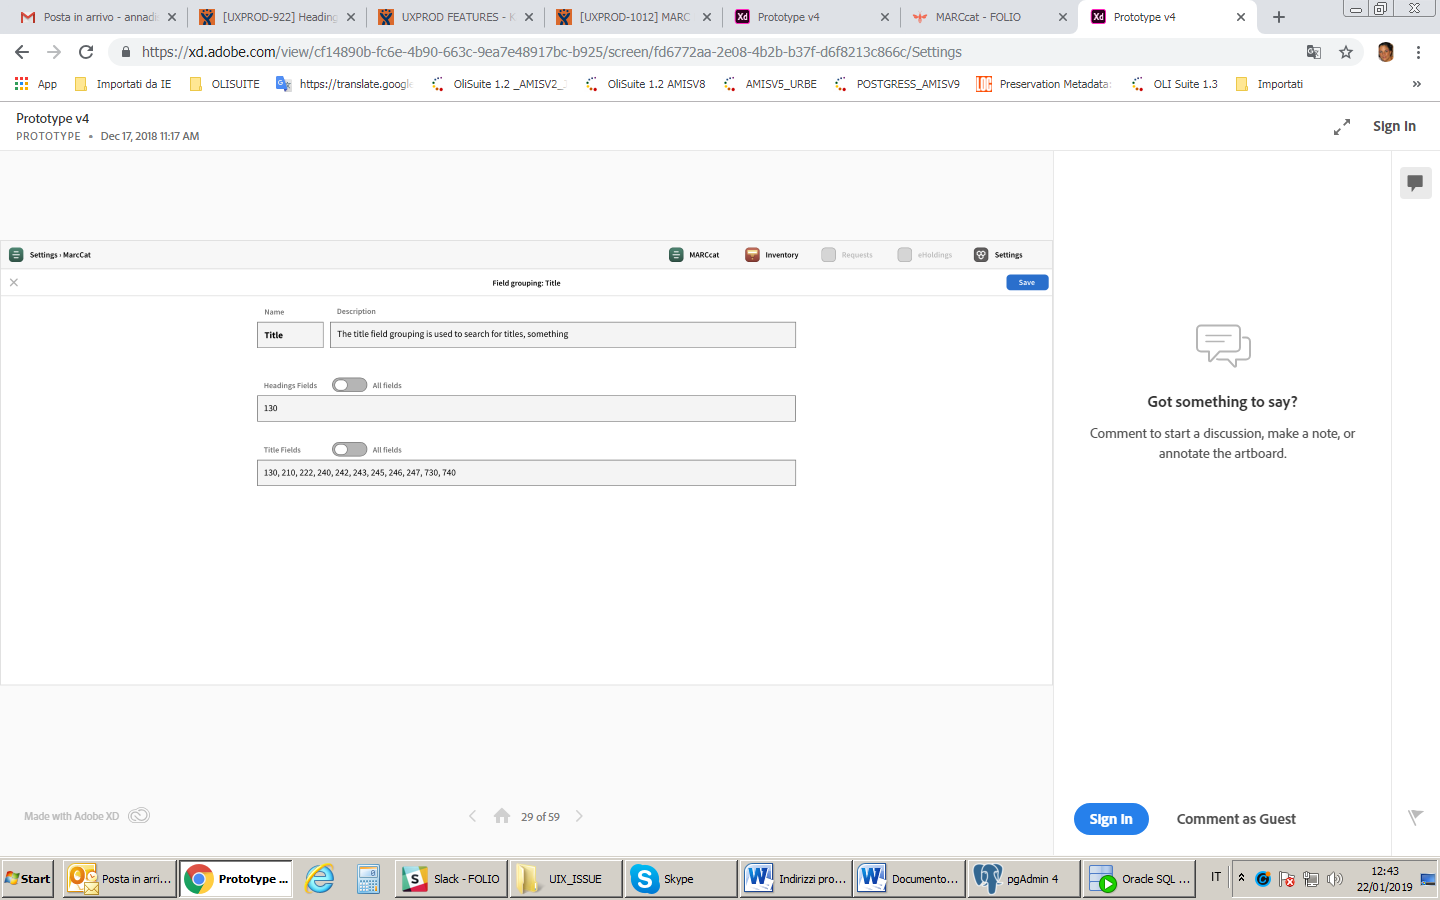 Posta in arrivo - annadi
[UXPROD-922] Heading
UXPROD FEATURES - K
[UXPROD-1012] MARC
Prototype v4
MARCcat - FOLIO
Prototype v4
https://xd.adobe.com/view/cf14890b-fc6e-4b90-663c-9ea7e48917bc-b925/screen/fd6772aa-2e08-4b2b-b37f-d6f8213c866c/Settings
App
Importati da IE
OLISUITE
https://translate.google
OliSuite 1.2 _AMISV2_
OliSuite 1.2 AMISV8
AMISV5_URBE
POSTGRESS_AMISV9
Preservation Metadata:
OLI Suite 1.3
Importati
»
Prototype v4
PROTOTYPE • Dec 17, 2018 11:17 AM
Sign In
Settings › MarcCat
MARCcat
Inventory
Requests
eHoldings
Settings
Field grouping: Title
Save
Name
Description
Title
The title field grouping is used to search for titles, something
Headings Fields
All fields
130
Title Fields
All fields
130, 210, 222, 240, 242, 243, 245, 246, 247, 730, 740
Got something to say?
Comment to start a discussion, make a note, or
annotate the artboard.
Made with Adobe XD
29 of 59
Sign In
Comment as Guest
Start
Posta in arri...
Prototype ...
Slack - FOLIO
UIX_ISSUE
Skype
Indirizzi pro...
Documento...
pgAdmin 4
Oracle SQL ...
IT
12:43
22/01/2019